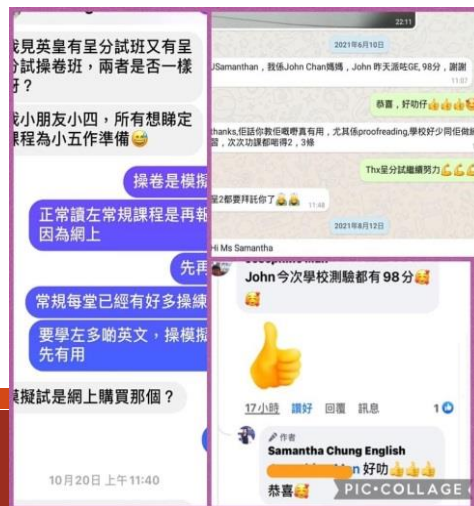 我見英皇有呈分試班又有呈
分試操卷班，兩者是否一樣
呀？
我小朋友小四，所有想睇定
課程為小五作準備😅
操卷是模擬
正常讀左常規課程是再報
因為網上
先再
常規每堂已經有好多操練
要學左多啲英文，操模擬
先有用
模擬試是網上購買那個？
10月20日 上午11:40
22:11
2021年6月10日
Samanthan，我係John Chan媽媽，John 昨天派咗GE, 98分，謝謝
11:07
恭喜，好叻仔👍👍👍
thanks,佢話你教佢嘅嘢真有用，尤其係proofreading,學校好少同佢做
習，次次功課都啱得2，3條
Thx呈分試繼續努力💪💪💪
呈2都要拜託你了🙇🙇 11:48
2021年8月12日
Hi Ms Samantha
John今次學校測驗都有98分🥰
🥰
👍
17小時 讚好 回覆 訊息 1
作者
Samantha Chung English
n 好叻👍👍👍
恭喜🥰
PIC•COLLAGE